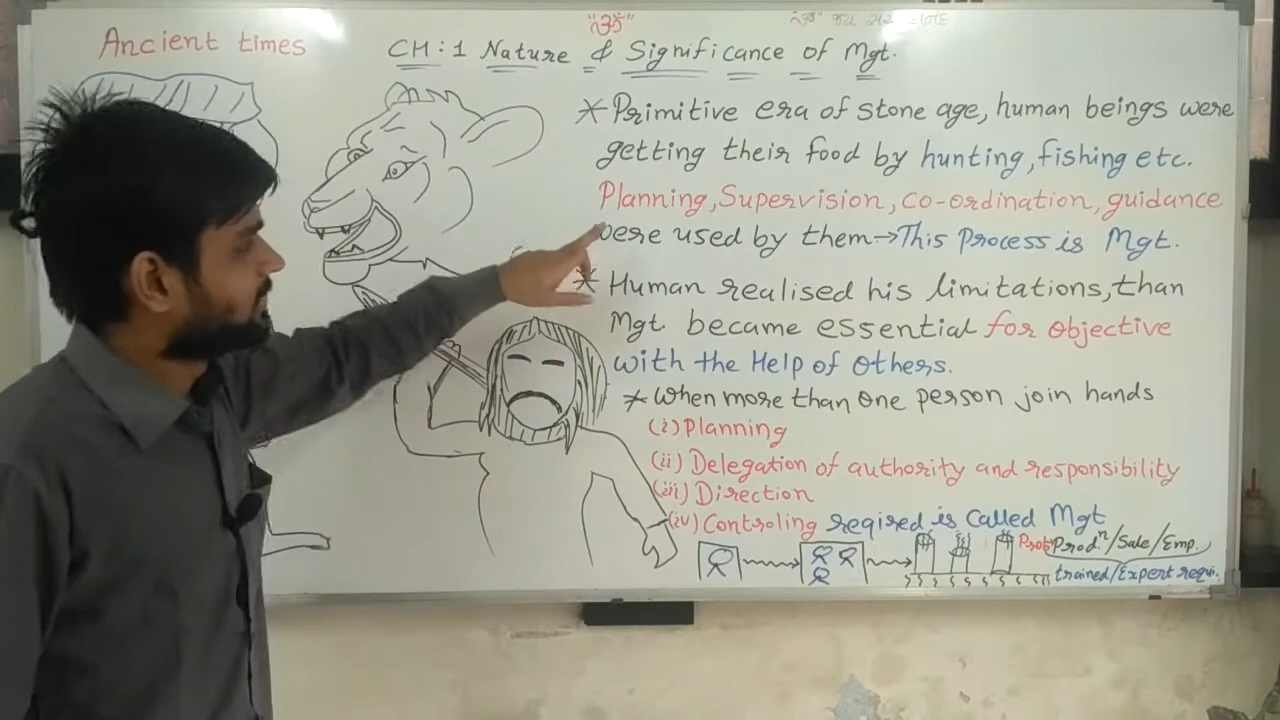 "ॐ"
Ancient times
CH: 1 Nature & Significance of Mgt.
* Primitive era of stone age, human beings were
getting their food by hunting, fishing etc.
Planning, Supervision, co-ordination, guidance
were used by them→This Process is Mgt.
* Human realised his limitations, than
Mgt. became essential for objective
with the Help of Others.
* When more than One person join hands
(i) Planning
(ii) Delegation of authority and responsibility
(iii) Direction
(iv) Controling reqired is Called Mgt
Prob Prodⁿ/Sale/Emp.
trained/Expert requi.